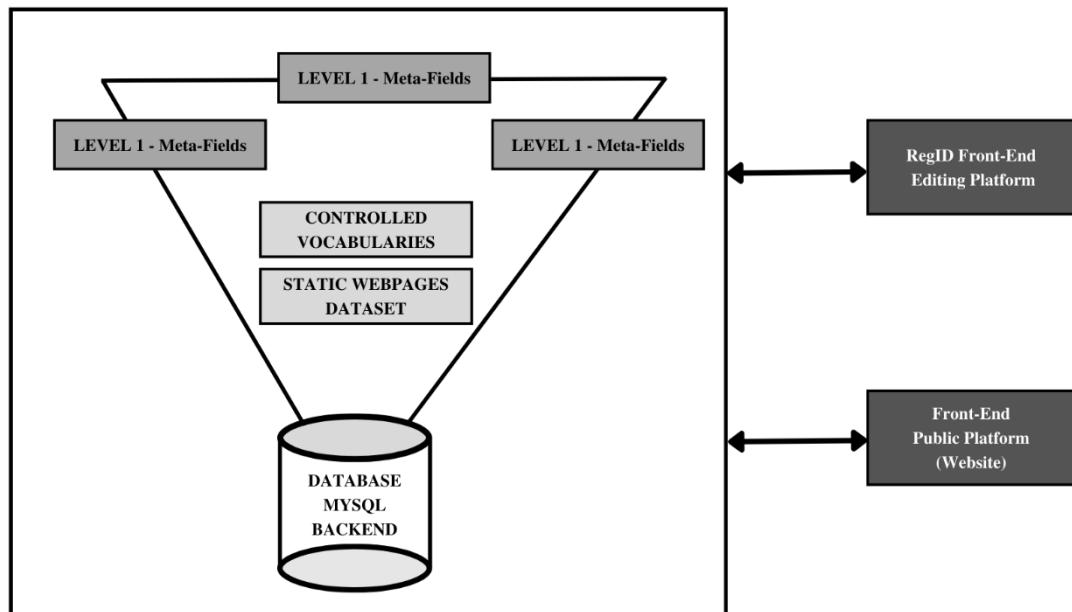 LEVEL 1 - Meta-Fields
LEVEL 1 - Meta-Fields
LEVEL 1 - Meta-Fields
CONTROLLED
VOCABULARIES
STATIC WEBPAGES
DATASET
DATABASE
MYSQL
BACKEND
RegID Front-End
Editing Platform
Front-End
Public Platform
(Website)